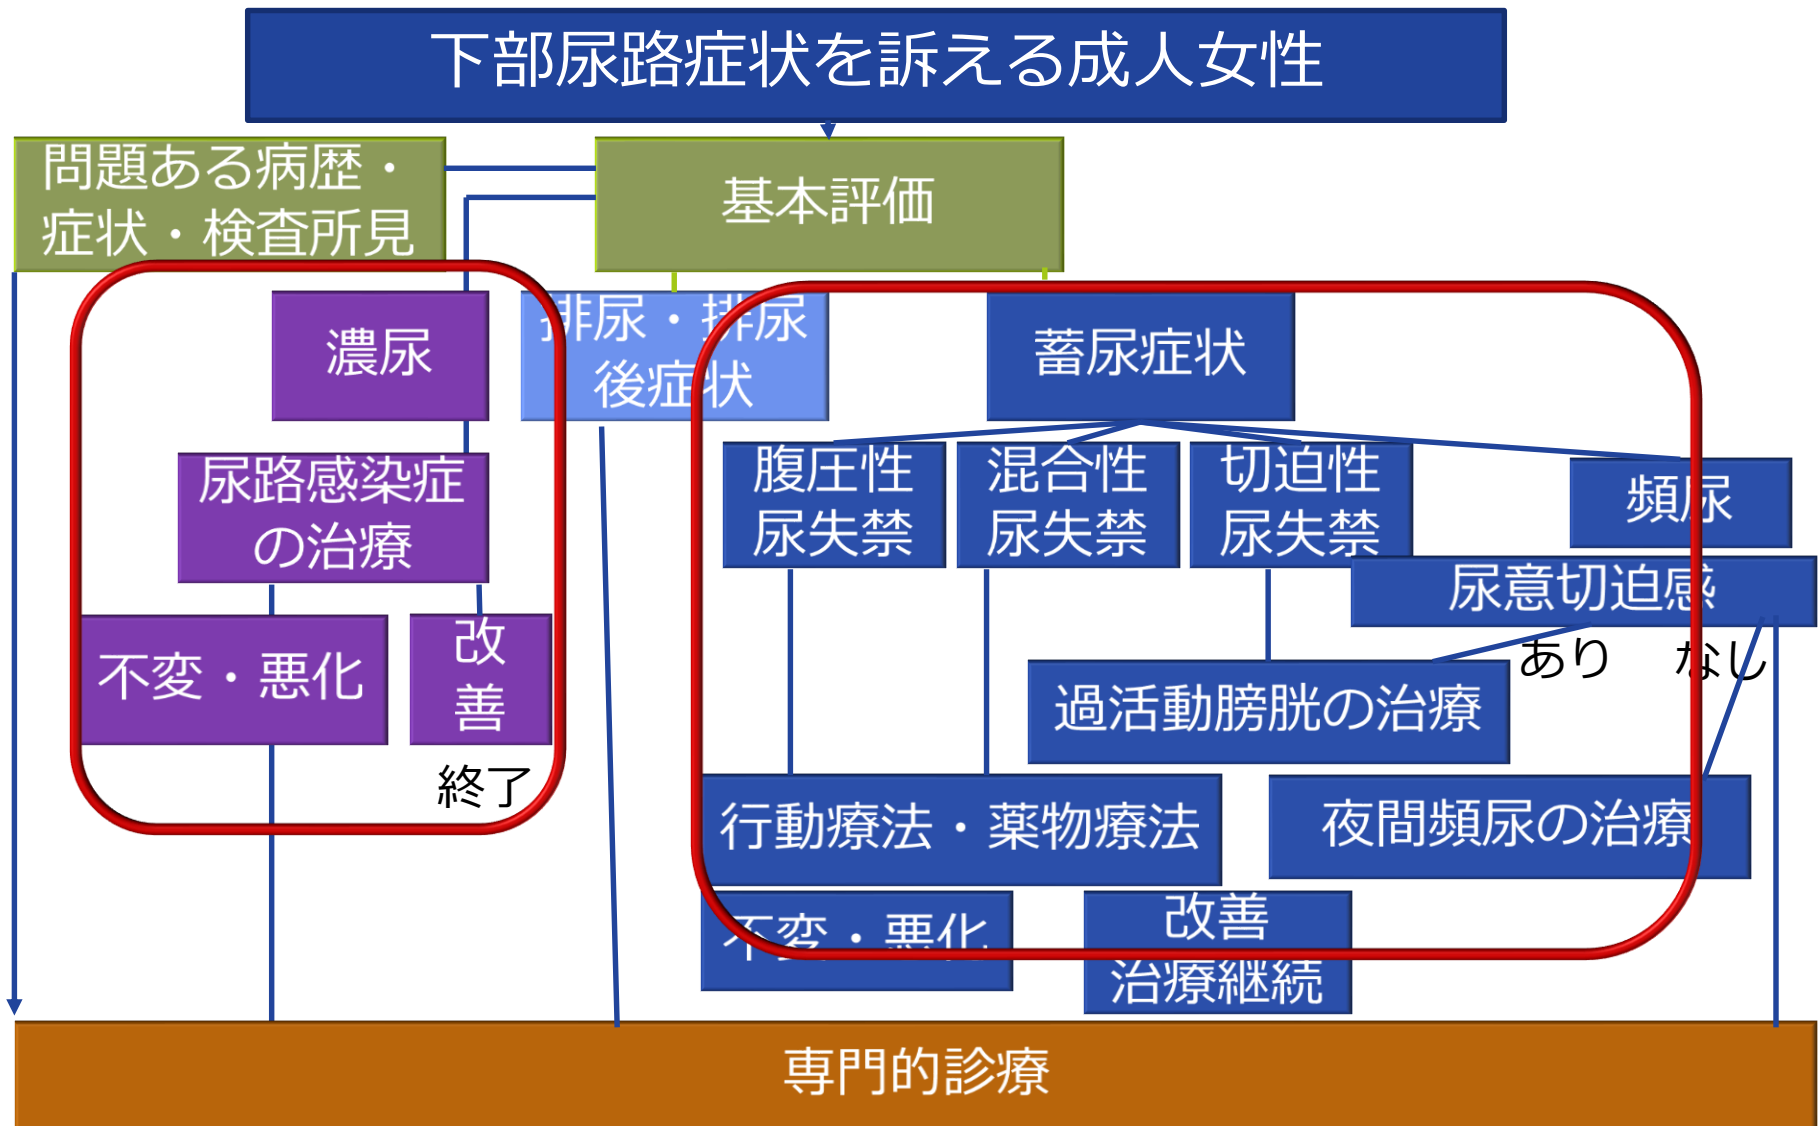 下部尿路症状を訴える成人女性
問題ある病歴・
症状・検査所見
基本評価
濃尿
排尿・排尿
後症状
蓄尿症状
尿路感染症
の治療
腹圧性
尿失禁
混合性
尿失禁
切迫性
尿失禁
頻尿
尿意切迫感
あり
なし
不変・悪化
改
善
終了
過活動膀胱の治療
行動療法・薬物療法
夜間頻尿の治療
不変・悪化
改善
治療継続
専門的診療